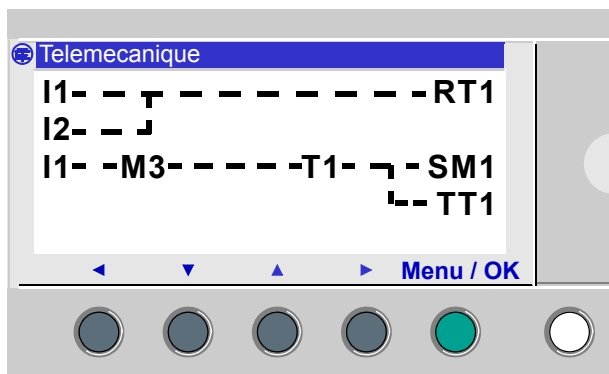 Telemecanique
I1- - - - - - - - - - RT1
I2- - -
I1- -M3- - - - - -T1- - - SM1
-- TT1
Menu / OK